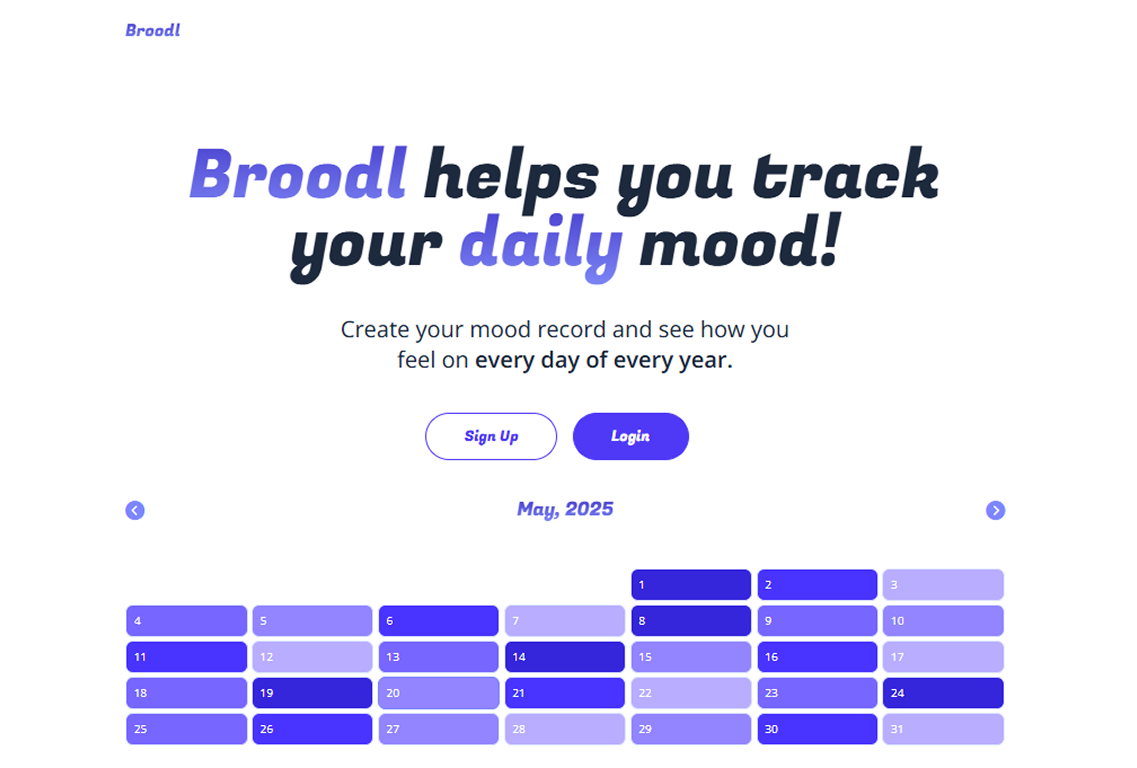 Broodl
Broodl helps you track
your daily mood!
Create your mood record and see how you
feel on every day of every year.
Sign Up Login
May, 2025
1 2 3
4 5 6 7 8 9 10
11 12 13 14 15 16 17
18 19 20 21 22 23 24
25 26 27 28 29 30 31